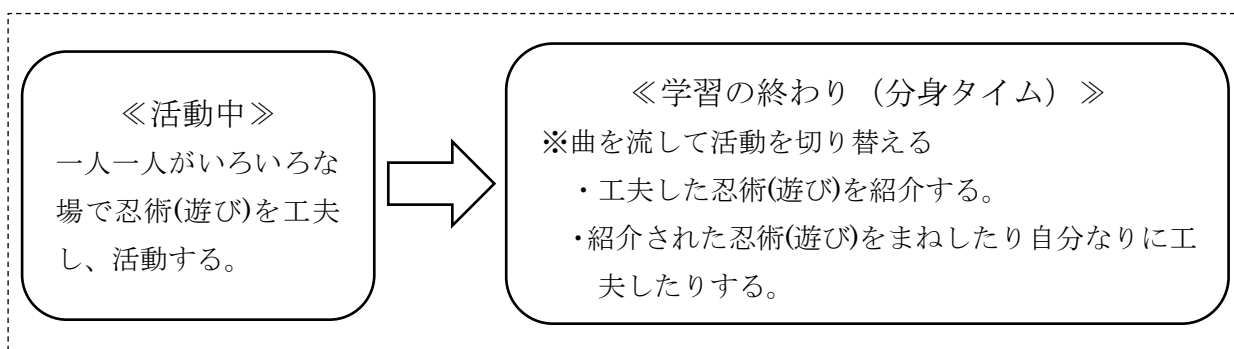 ≪活動中≫
一人一人がいろいろな
場で忍術(遊び)を工夫
し、活動する。
≪学習の終わり（分身タイム）≫
※曲を流して活動を切り替える
・工夫した忍術(遊び)を紹介する。
・紹介された忍術(遊び)をまねしたり自分なりに工
夫したりする。